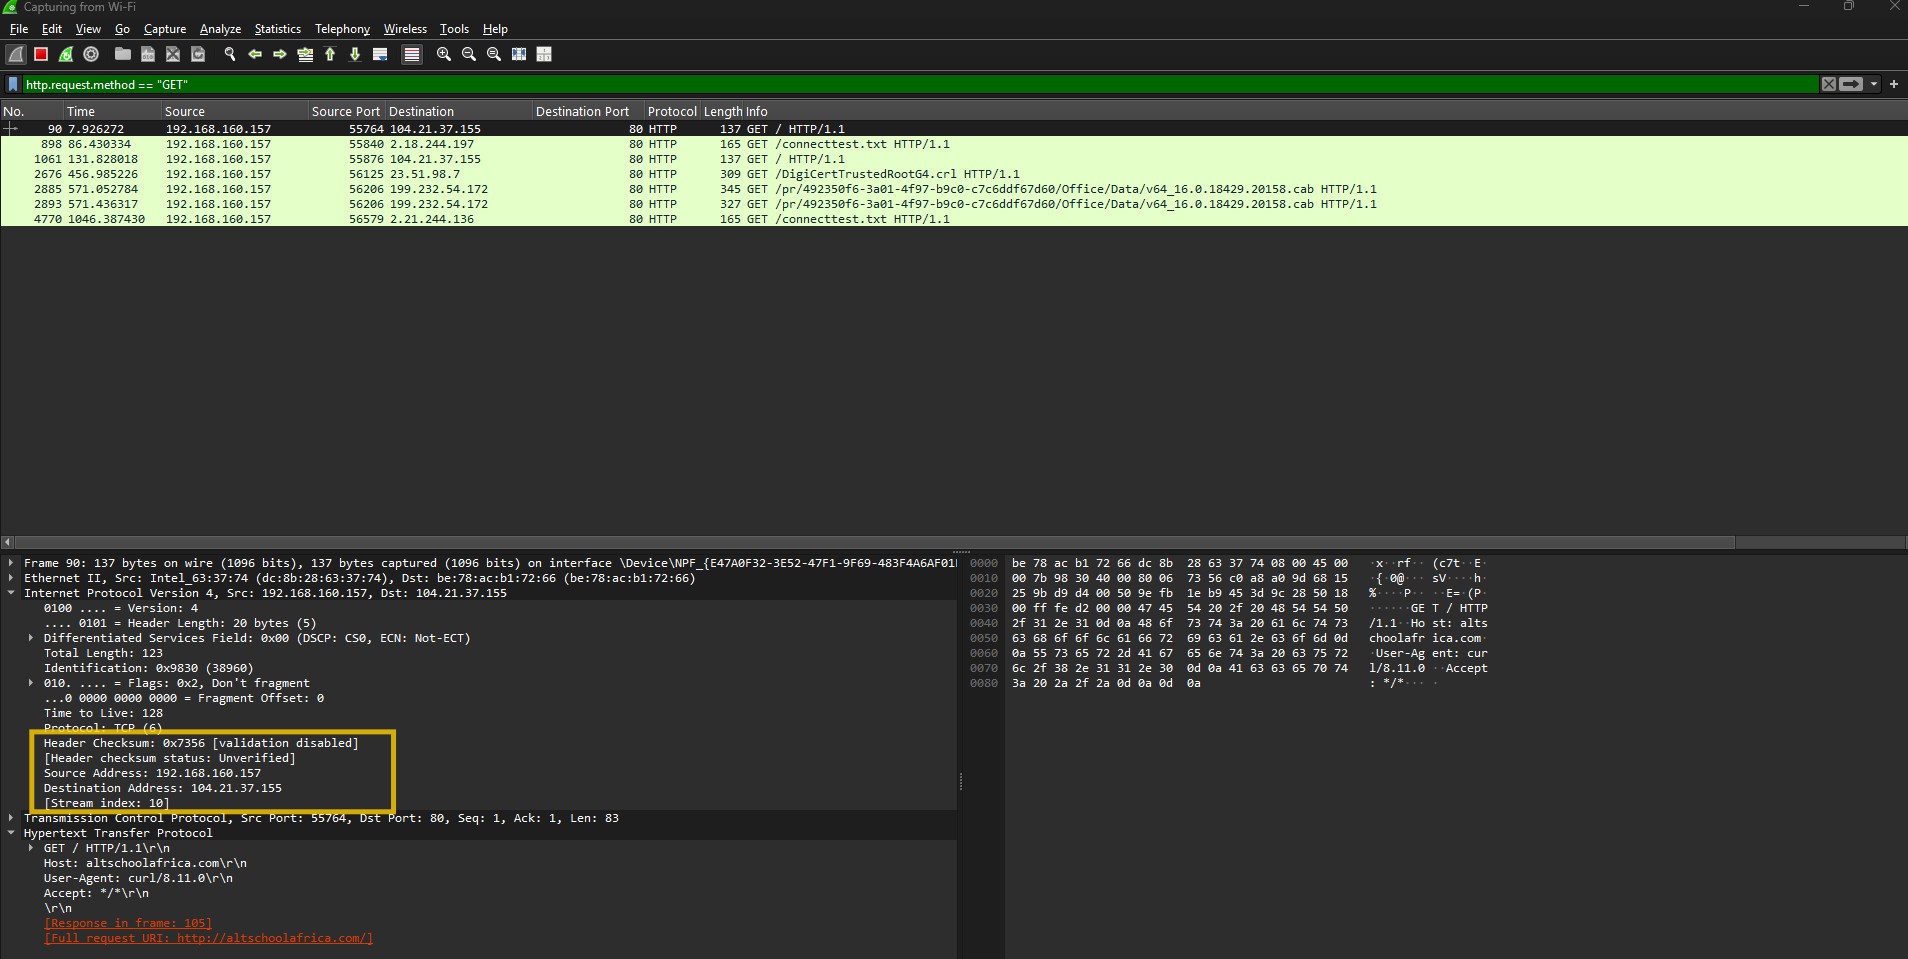 Capturing from Wi-Fi
File Edit View Go Capture Analyze Statistics Telephony Wireless Tools Help
http.request.method == "GET"
No. Time Source Source Port Destination Destination Port Protocol Length Info
90 7.926272 192.168.160.157 55764 104.21.37.155 80 HTTP 137 GET / HTTP/1.1
898 86.430334 192.168.160.157 55840 2.18.244.197 80 HTTP 165 GET /connecttest.txt HTTP/1.1
1061 131.828018 192.168.160.157 55876 104.21.37.155 80 HTTP 137 GET / HTTP/1.1
2676 456.985226 192.168.160.157 56125 23.51.98.7 80 HTTP 309 GET /DigiCertTrustedRootG4.crl HTTP/1.1
2885 571.052784 192.168.160.157 56206 199.232.54.172 80 HTTP 345 GET /pr/492350f6-3a01-4f97-b9c0-c7c6ddf67d60/Office/Data/v64_16.0.18429.20158.cab HTTP/1.1
2893 571.436317 192.168.160.157 56206 199.232.54.172 80 HTTP 327 GET /pr/492350f6-3a01-4f97-b9c0-c7c6ddf67d60/Office/Data/v64_16.0.18429.20158.cab HTTP/1.1
4770 1046.387430 192.168.160.157 56579 2.21.244.136 80 HTTP 165 GET /connecttest.txt HTTP/1.1
Frame 90: 137 bytes on wire (1096 bits), 137 bytes captured (1096 bits) on interface \Device\NPF_{E47A0F32-3E52-47F1-9F69-483F4A6AF01
Ethernet II, Src: Intel_63:37:74 (dc:8b:28:63:37:74), Dst: be:78:ac:b1:72:66 (be:78:ac:b1:72:66)
Internet Protocol Version 4, Src: 192.168.160.157, Dst: 104.21.37.155
0100 .... = Version: 4
.... 0101 = Header Length: 20 bytes (5)
Differentiated Services Field: 0x00 (DSCP: CS0, ECN: Not-ECT)
Total Length: 123
Identification: 0x9830 (38960)
010. .... = Flags: 0x2, Don't fragment
...0 0000 0000 0000 = Fragment Offset: 0
Time to Live: 128
Protocol: TCP (6)
Header Checksum: 0x7356 [validation disabled]
[Header checksum status: Unverified]
Source Address: 192.168.160.157
Destination Address: 104.21.37.155
[Stream index: 10]
Transmission Control Protocol, Src Port: 55764, Dst Port: 80, Seq: 1, Ack: 1, Len: 83
Hypertext Transfer Protocol
GET / HTTP/1.1\r\n
Host: altschoolafrica.com\r\n
User-Agent: curl/8.11.0\r\n
Accept: */*\r\n
\r\n
[Response in frame: 105]
[Full request URI: http://altschoolafrica.com/]
0000 be 78 ac b1 72 66 dc 8b 28 63 37 74 08 00 45 00 ·x··rf·· (c7t··E·
0010 00 7b 98 30 40 00 80 06 73 56 c0 a8 a0 9d 68 15 ·{·0@··· sV····h·
0020 25 9b d9 d4 00 50 9e fb 1e b9 45 3d 9c 28 50 18 %····P·· ··E=·(P·
0030 00 ff fe d2 00 00 47 45 54 20 2f 20 48 54 54 50 ······GE T / HTTP
0040 2f 31 2e 31 0d 0a 48 6f 73 74 3a 20 61 6c 74 73 /1.1··Ho st: alts
0050 63 68 6f 6f 6c 61 66 72 69 63 61 2e 63 6f 6d 0d choolafr ica.com·
0060 0a 55 73 65 72 2d 41 67 65 6e 74 3a 20 63 75 72 ·User-Ag ent: cur
0070 6c 2f 38 2e 31 31 2e 30 0d 0a 41 63 63 65 70 74 l/8.11.0 ··Accept
0080 3a 20 2a 2f 2a 0d 0a 0d 0a : */*··· ·